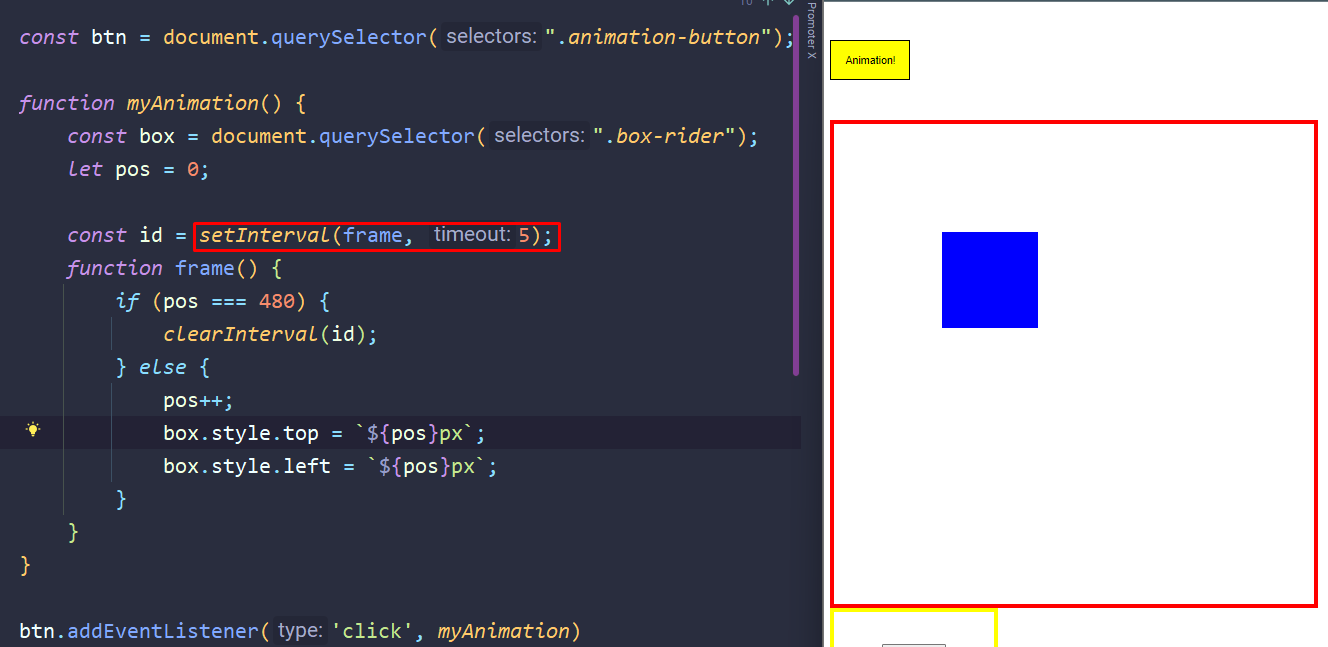 const btn = document.querySelector( selectors: ".animation-button");
function myAnimation() {
const box = document.querySelector( selectors: ".box-rider");
let pos = 0;
const id = setInterval(frame, timeout: 5);
function frame() {
if (pos === 480) {
clearInterval(id);
} else {
pos++;
box.style.top = `${pos}px`;
box.style.left = `${pos}px`;
}
}
}
btn.addEventListener( type: 'click', myAnimation)
Promoter X
Animation!